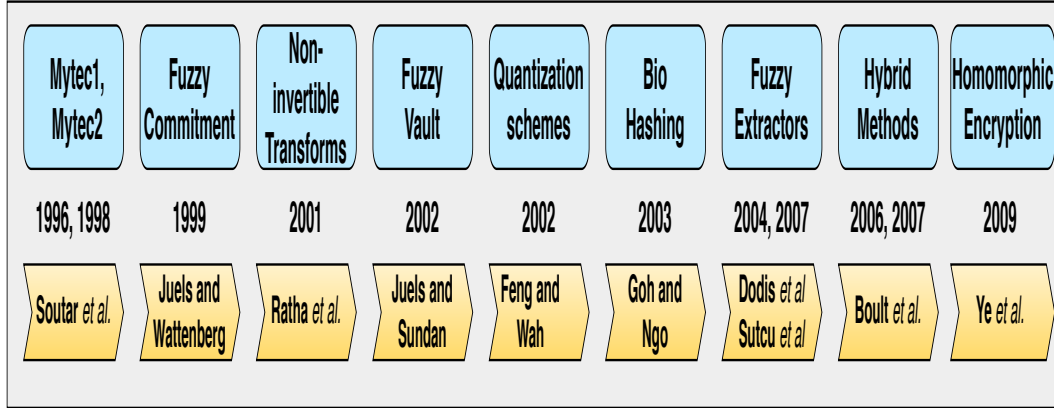 Mytec1,
Mytec2
Fuzzy
Commitment
Non-
invertible
Transforms
Fuzzy
Vault
Quantization
schemes
Bio
Hashing
Fuzzy
Extractors
Hybrid
Methods
Homomorphic
Encryption
1996, 1998
1999
2001
2002
2002
2003
2004, 2007
2006, 2007
2009
Soutar et al.
Juels and
Wattenberg
Ratha et al.
Juels and
Sundan
Feng and
Wah
Goh and
Ngo
Dodis et al
Sutcu et al
Boult et al.
Ye et al.